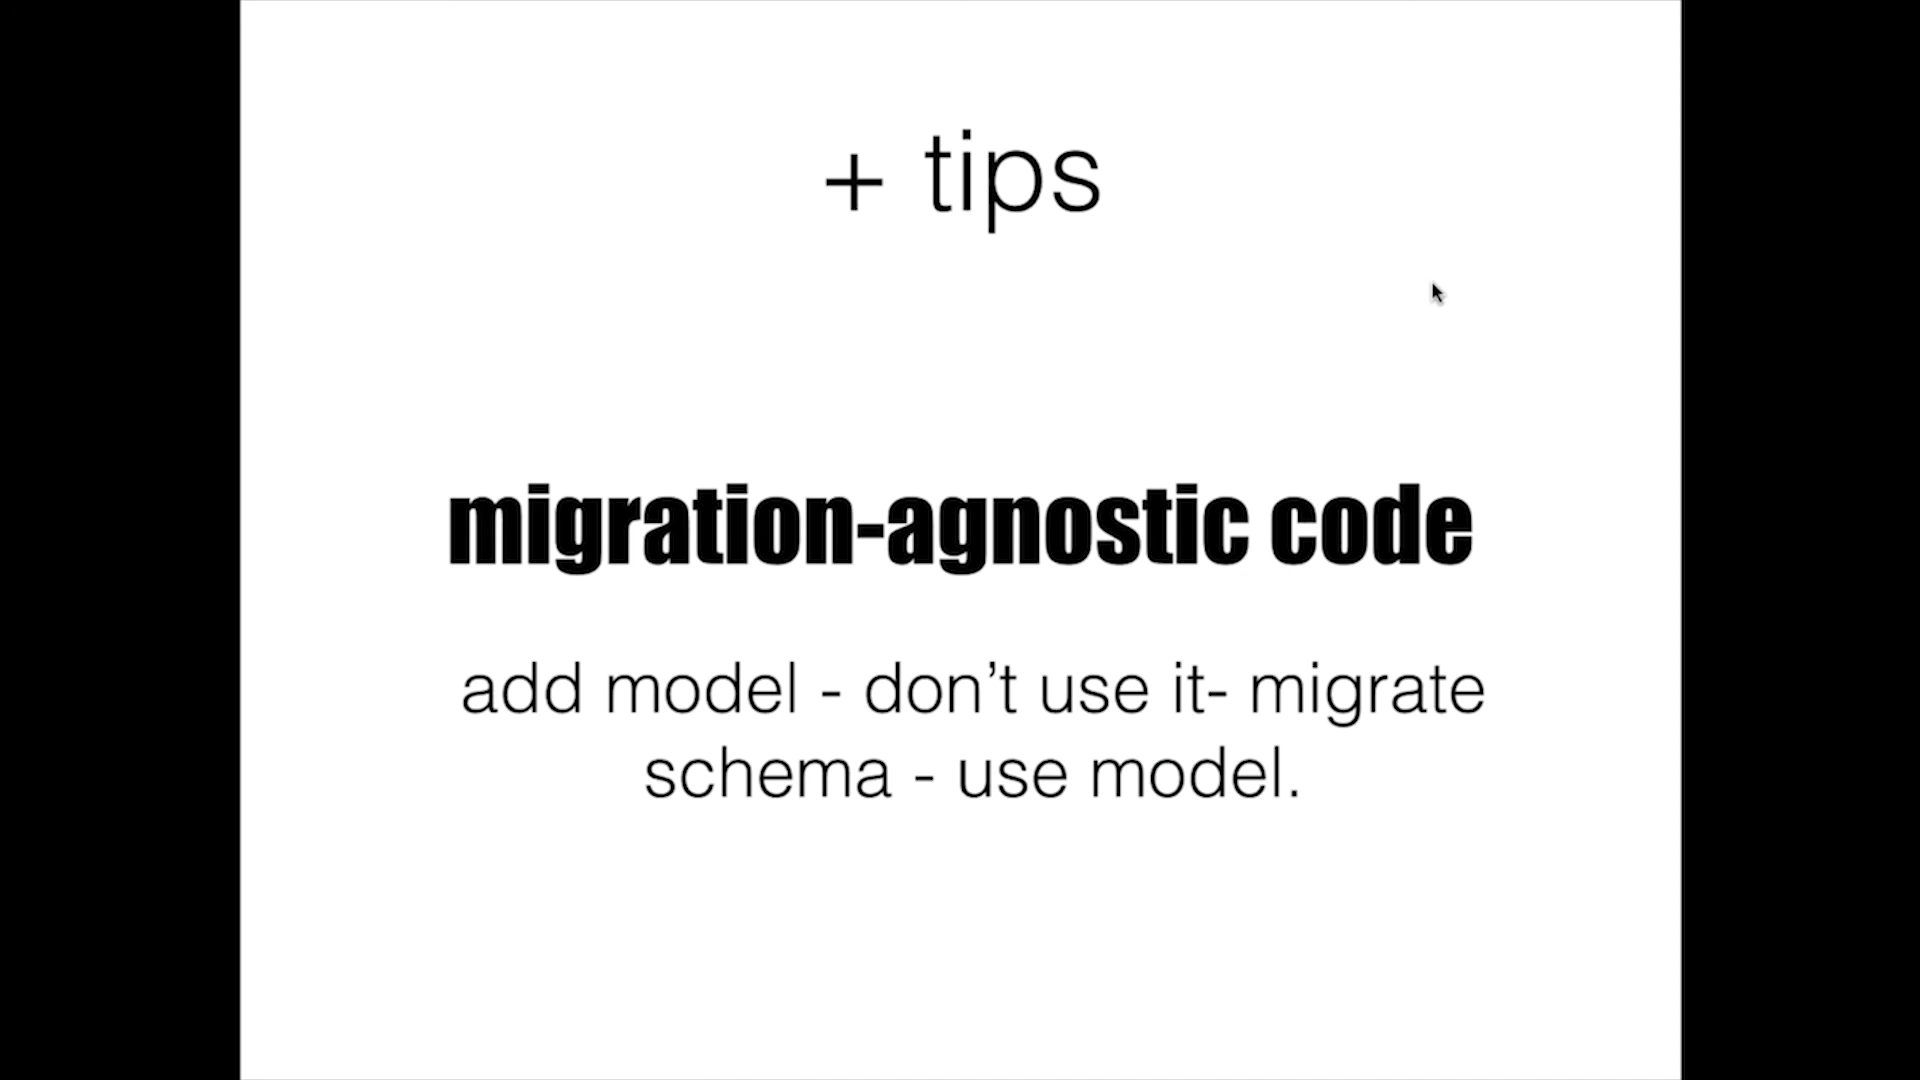 + tips
migration-agnostic code
add model - don’t use it- migrate
schema - use model.